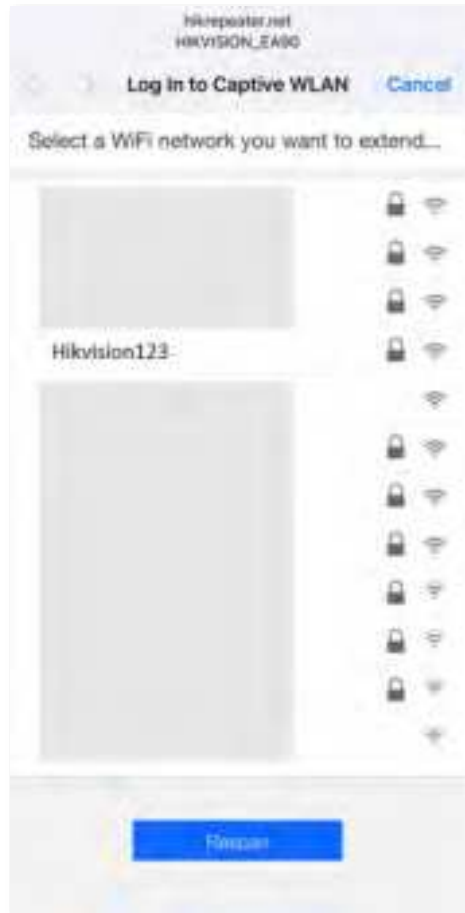 hikrepeater.net
HIKVISION_EA90
Log In to Captive WLAN Cancel
Select a WiFi network you want to extend...
Hikvision123
Rescan